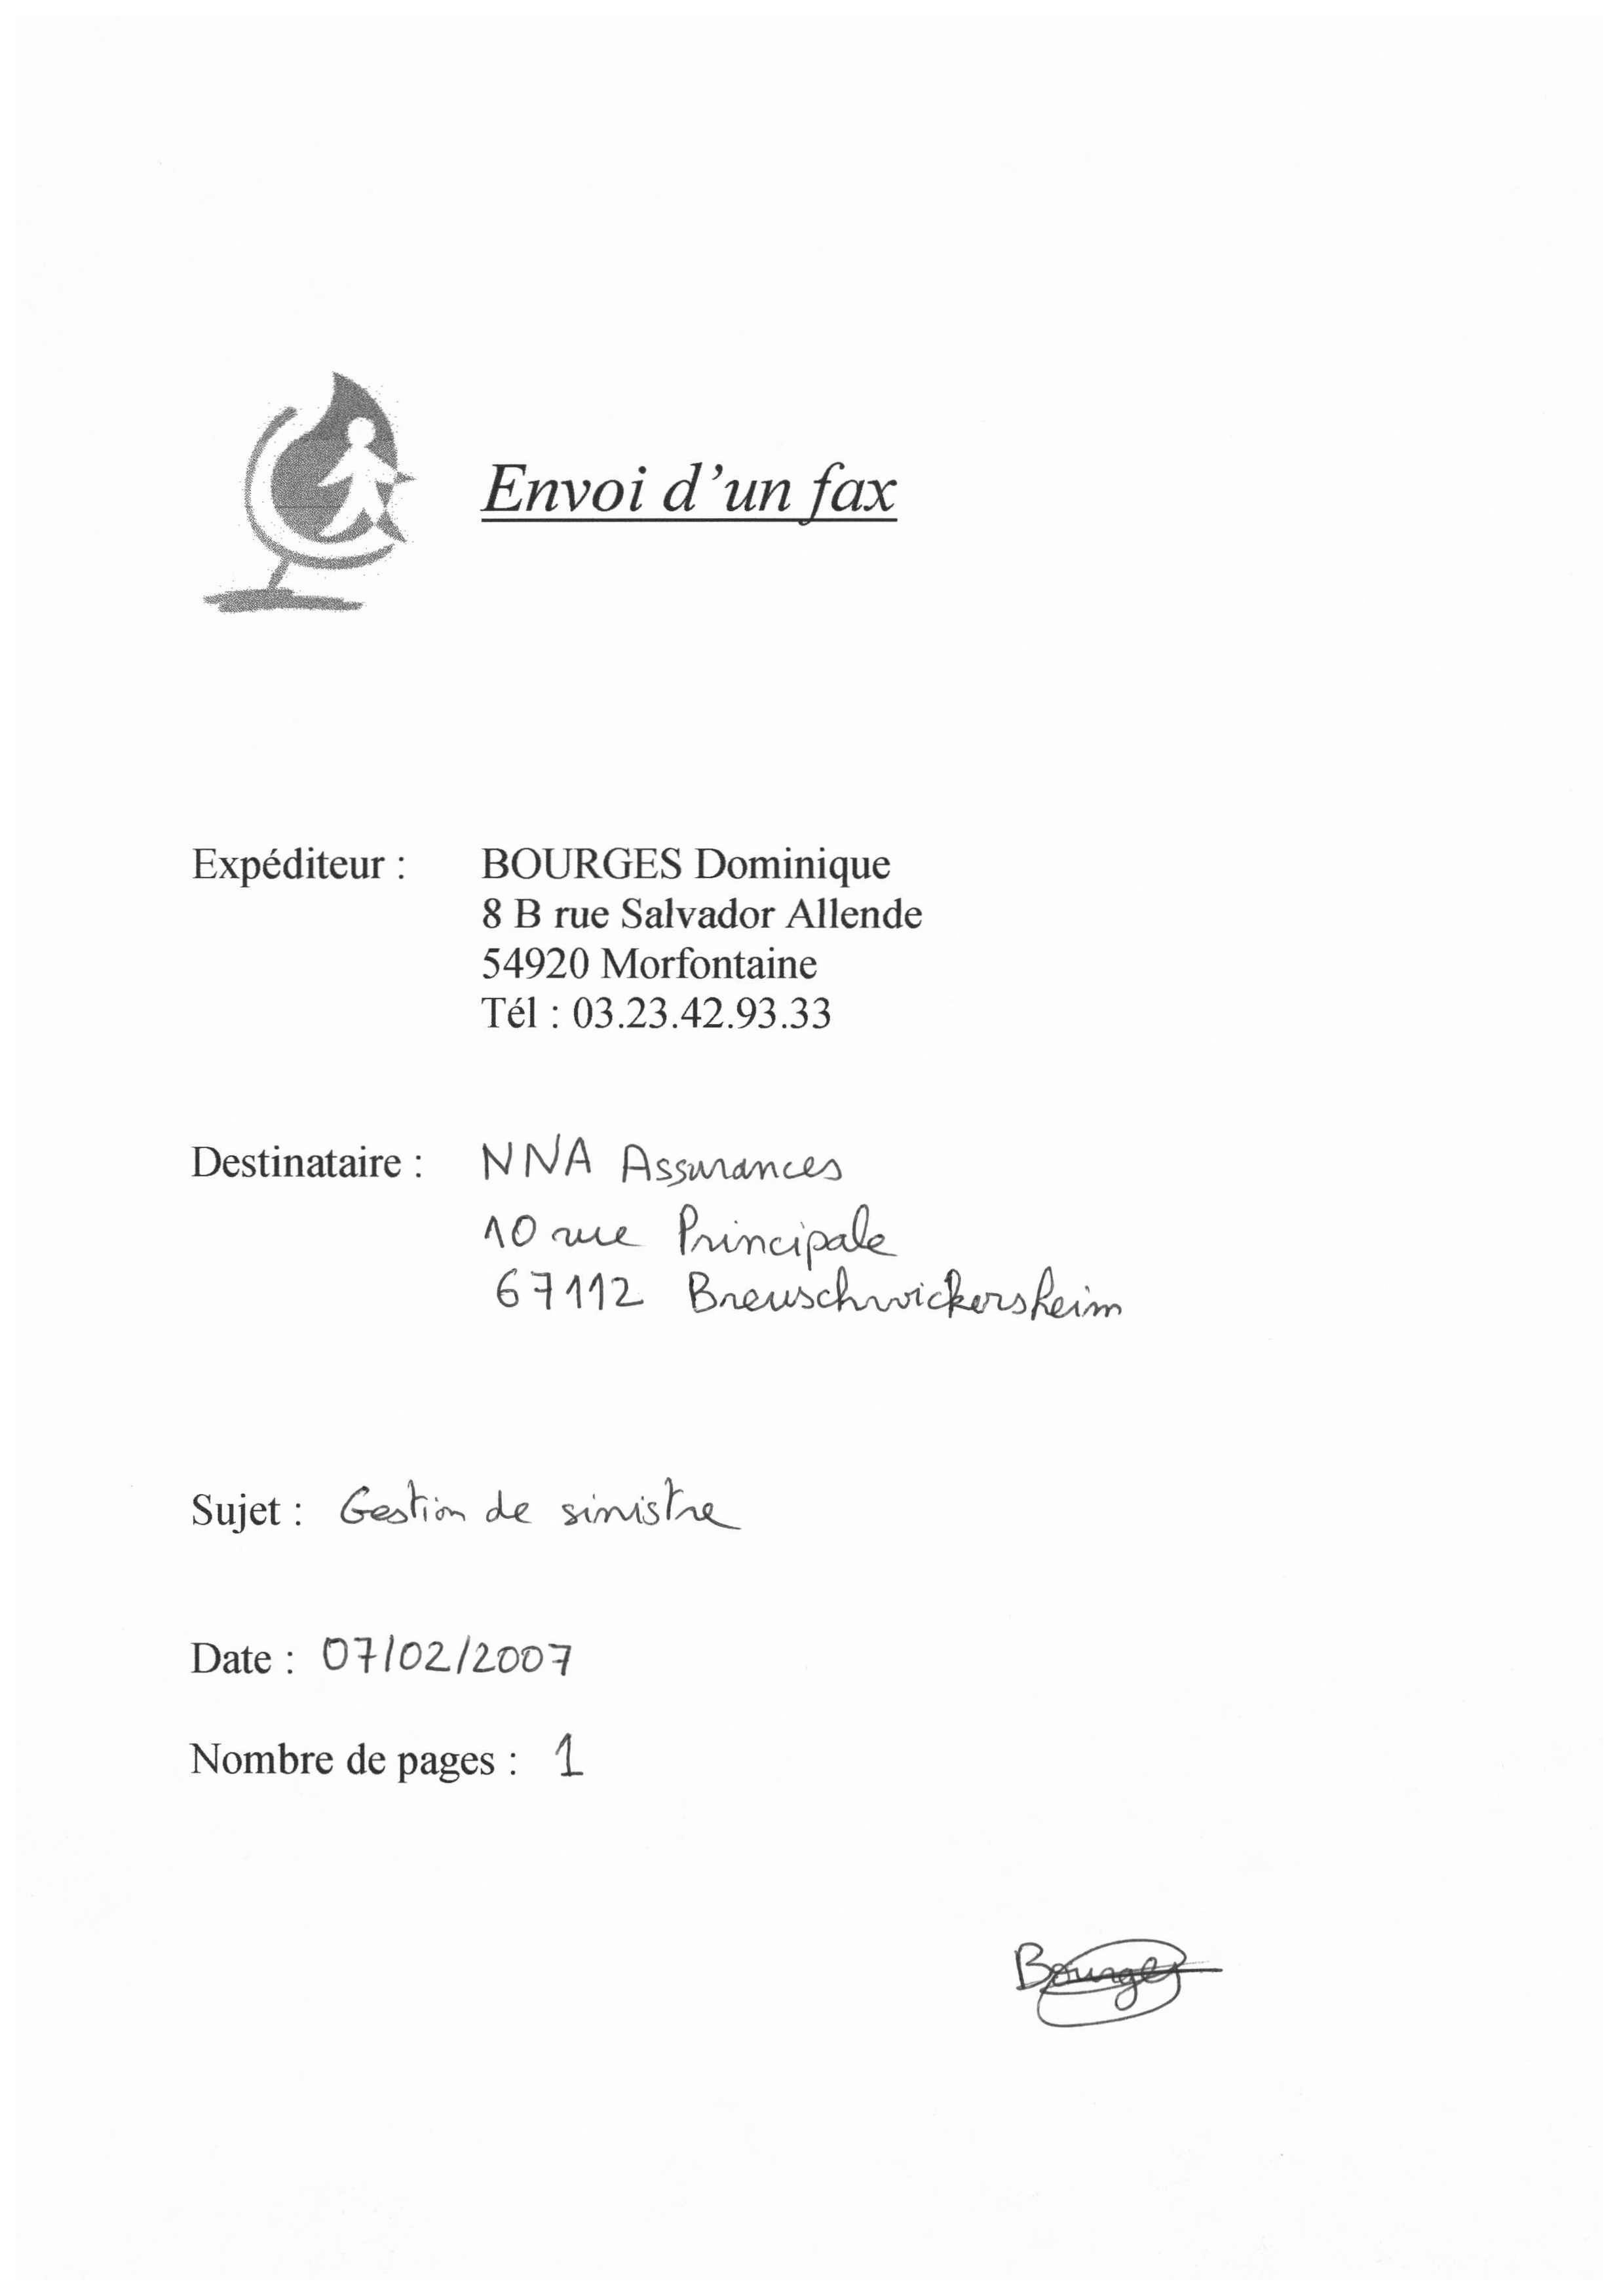 Envoi d'un fax
Expéditeur : BOURGES Dominique
8 B rue Salvador Allende
54920 Morfontaine
Tél : 03.23.42.93.33
Destinataire : NNA Assurances
10 rue Principale
67112 Breuschwickersheim
Sujet : Gestion de sinistre
Date : 07/02/2007
Nombre de pages : 1
Bourges